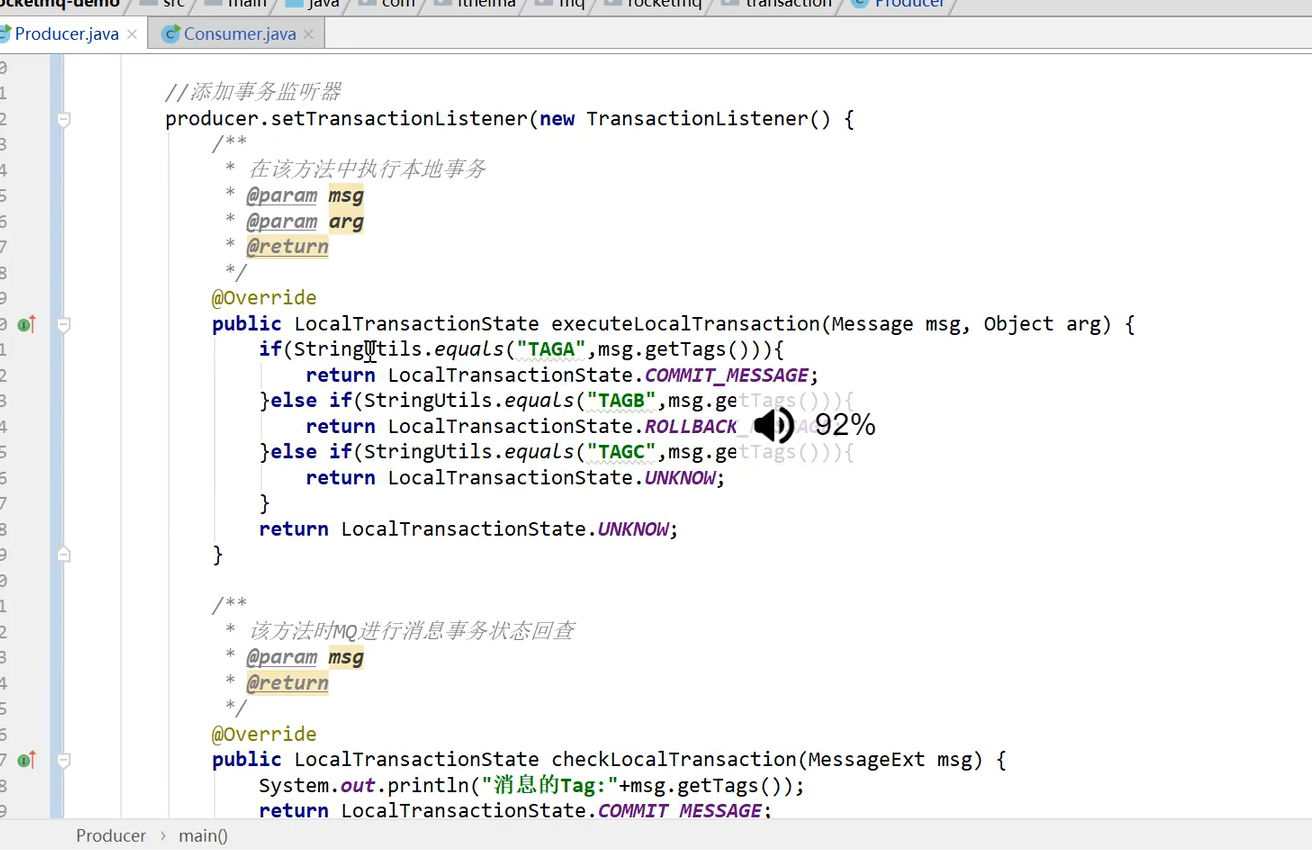 ocketmq-demo src main java com itheima mq rocketmq transaction Producer
Producer.java Consumer.java
//添加事务监听器
producer.setTransactionListener(new TransactionListener() {
/**
* 在该方法中执行本地事务
* @param msg
* @param arg
* @return
*/
@Override
public LocalTransactionState executeLocalTransaction(Message msg, Object arg) {
if(StringUtils.equals("TAGA",msg.getTags())){
return LocalTransactionState.COMMIT_MESSAGE;
}else if(StringUtils.equals("TAGB",msg.getTags())){
return LocalTransactionState.ROLLBACK_
92%
}else if(StringUtils.equals("TAGC",msg.getTags())){
return LocalTransactionState.UNKNOW;
}
return LocalTransactionState.UNKNOW;
}
/**
* 该方法时MQ进行消息事务状态回查
* @param msg
* @return
*/
@Override
public LocalTransactionState checkLocalTransaction(MessageExt msg) {
System.out.println("消息的Tag:"+msg.getTags());
return LocalTransactionState.COMMIT_MESSAGE;
Producer › main()